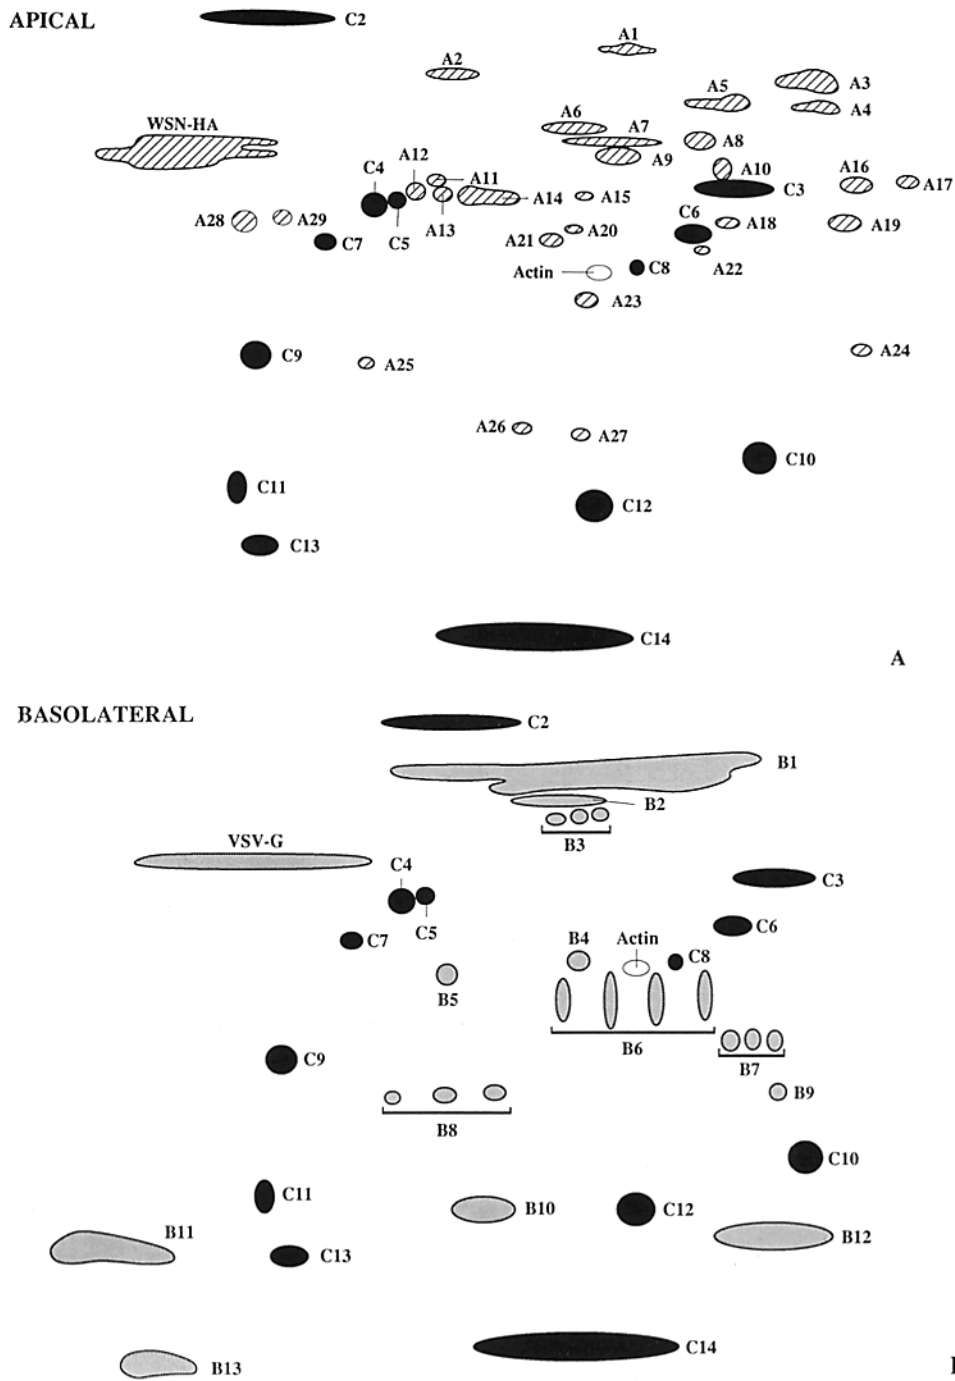 APICAL
C2
A1
A2
A3
A5
A4
A6
WSN-HA
A7
A8
A12
A9
C4
A11
A10
A16
A17
C3
A14
A15
A28
A29
C5
A13
C6
A18
A19
C7
A21
A20
A22
Actin
C8
A23
C9
A25
A24
A26
A27
C10
C11
C12
C13
C14
A
BASOLATERAL
C2
B1
B2
B3
VSV-G
C4
C3
C7
C5
C6
B4
Actin
C8
B5
B6
C9
B7
B9
B8
C10
C11
B10
C12
B11
B12
C13
C14
B13